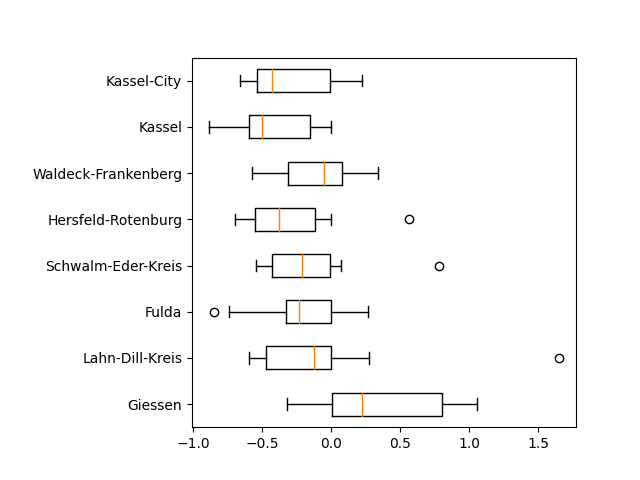 Kassel-City
Kassel
Waldeck-Frankenberg
Hersfeld-Rotenburg
Schwalm-Eder-Kreis
Fulda
Lahn-Dill-Kreis
Giessen
−1.0 −0.5 0.0 0.5 1.0 1.5